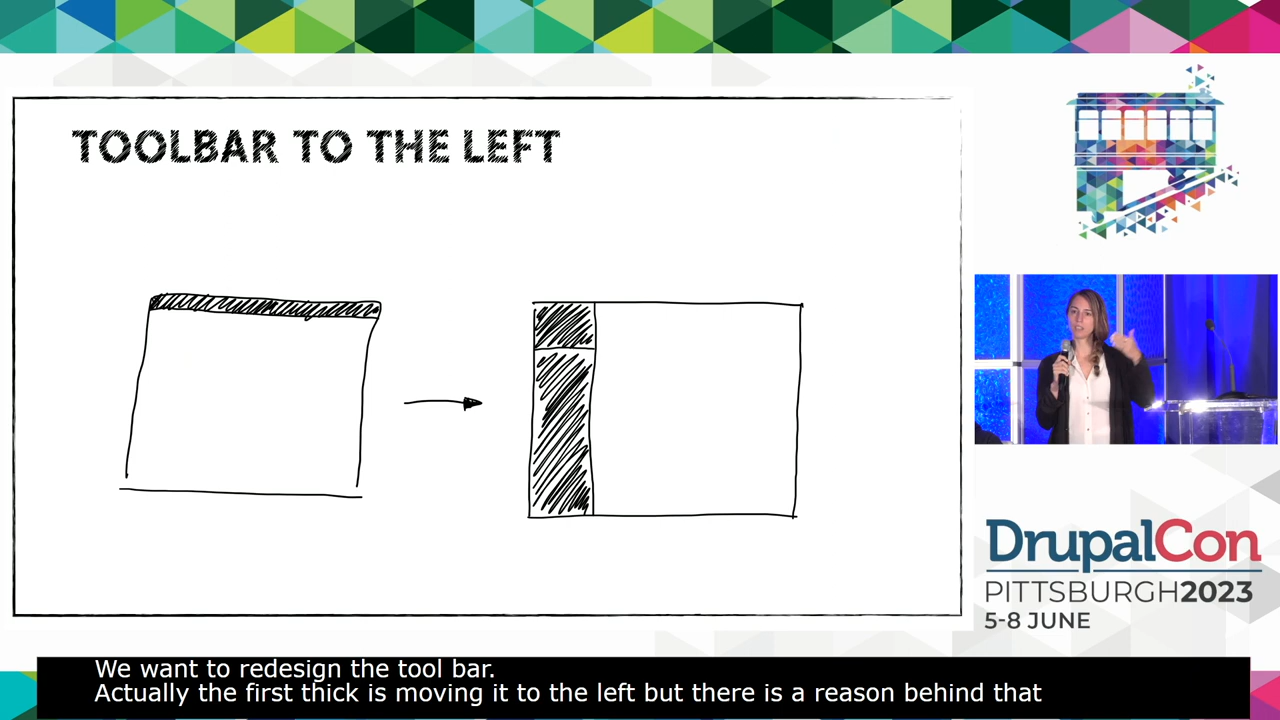 TOOLBAR TO THE LEFT
DrupalCon
PITTSBURGH2023
5-8 JUNE
We want to redesign the tool bar.
Actually the first thick is moving it to the left but there is a reason behind that